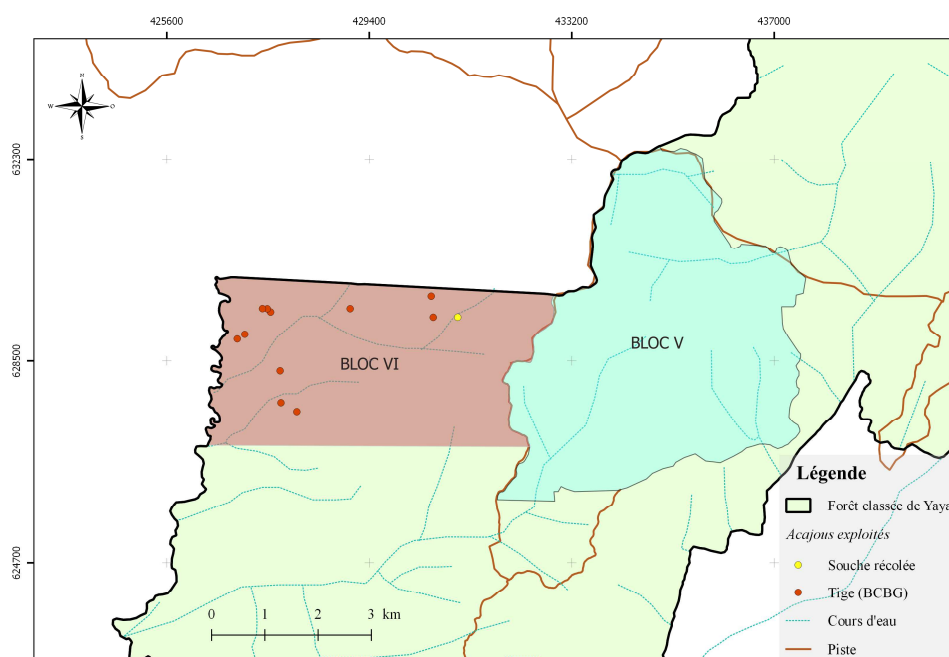 425600 429400 433200 437000
N
W O
S
632300
628500
624700
BLOC VI
BLOC V
0 1 2 3 km
Légende
Forêt classée de Yaya
Acajous exploités
Souche récolée
Tige (BCBG)
Cours d'eau
Piste